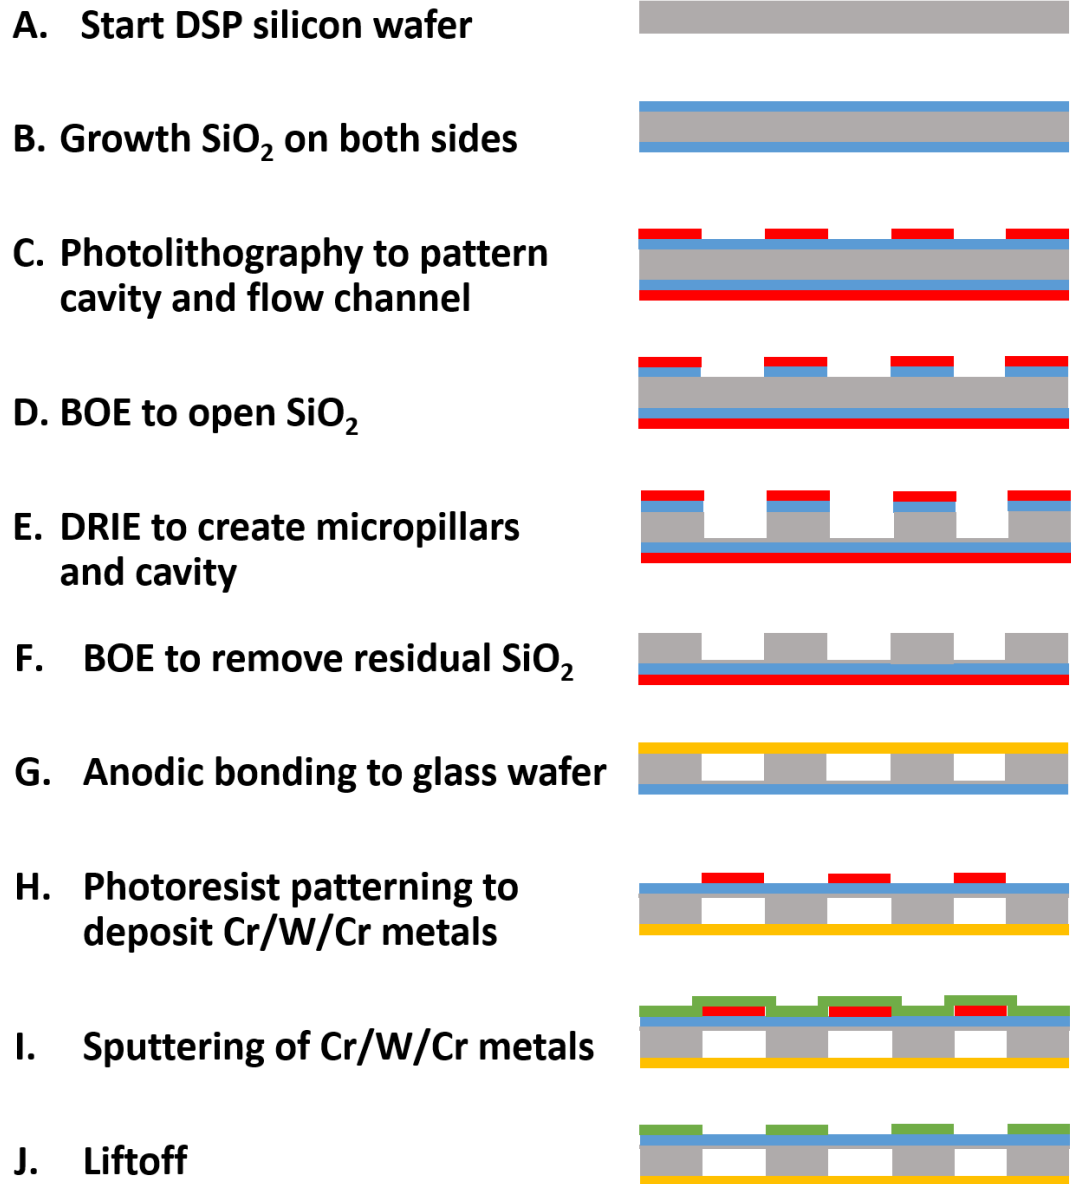 A. Start DSP silicon wafer
B. Growth SiO₂ on both sides
C. Photolithography to pattern
cavity and flow channel
D. BOE to open SiO₂
E. DRIE to create micropillars
and cavity
F. BOE to remove residual SiO₂
G. Anodic bonding to glass wafer
H. Photoresist patterning to
deposit Cr/W/Cr metals
I. Sputtering of Cr/W/Cr metals
J. Liftoff